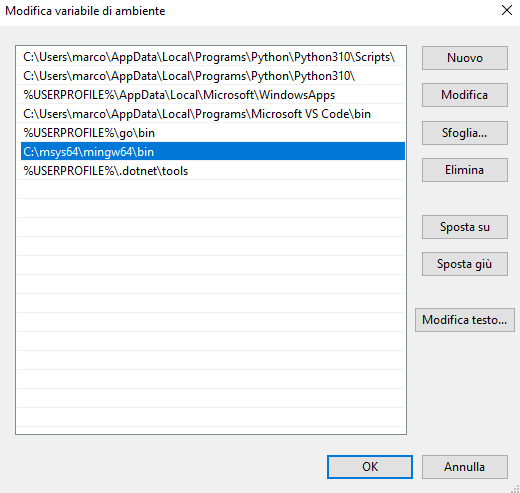 Modifica variabile di ambiente
C:\Users\marco\AppData\Local\Programs\Python\Python310\Scripts\
C:\Users\marco\AppData\Local\Programs\Python\Python310\
%USERPROFILE%\AppData\Local\Microsoft\WindowsApps
C:\Users\marco\AppData\Local\Programs\Microsoft VS Code\bin
%USERPROFILE%\go\bin
C:\msys64\mingw64\bin
%USERPROFILE%\.dotnet\tools
Nuovo
Modifica
Sfoglia...
Elimina
Sposta su
Sposta giù
Modifica testo...
OK
Annulla